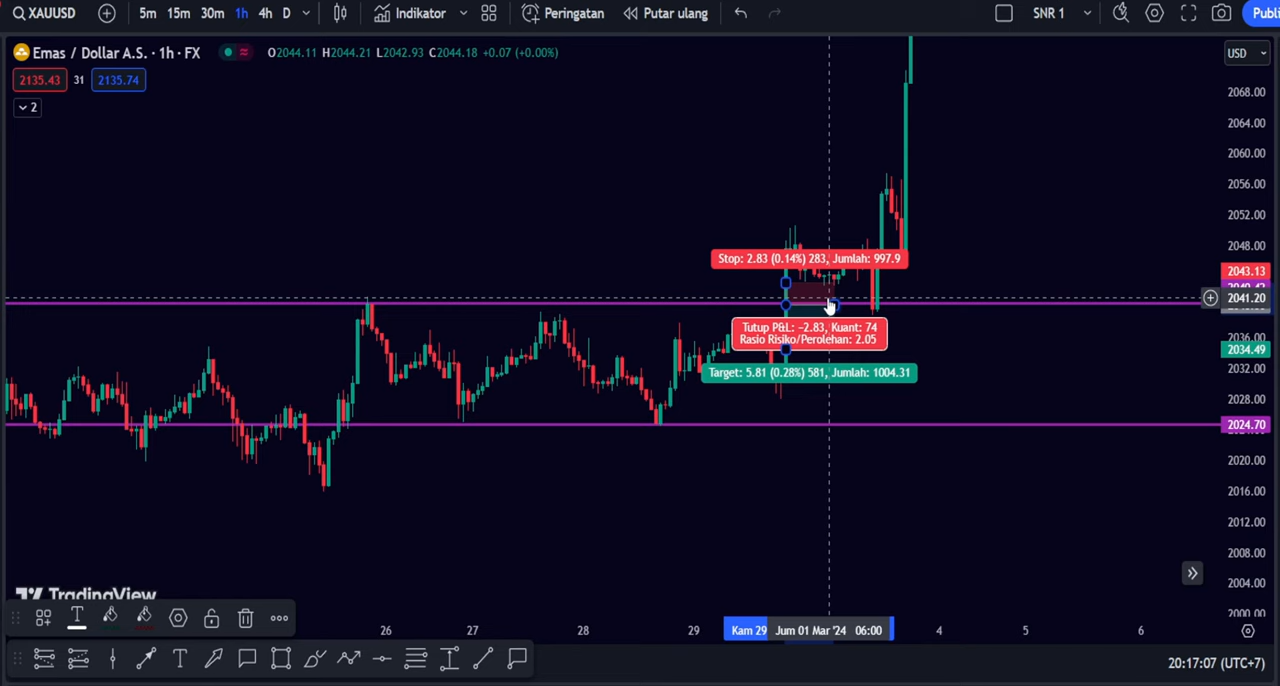 XAUUSD 5m 15m 30m 1h 4h D Indikator Peringatan Putar ulang SNR 1 Publi
Emas / Dollar A.S. · 1h · FX O2044.11 H2044.21 L2042.93 C2044.18 +0.07 (+0.00%) USD
2135.43 31 2135.74
2
2068.00
2064.00
2060.00
2056.00
2052.00
2048.00
Stop: 2.83 (0.14%) 283, Jumlah: 997.9
2043.13
2041.20
Tutup P&L: −2.83, Kuant: 74
Rasio Risiko/Perolehan: 2.05
2036.00
2034.49
Target: 5.81 (0.28%) 581, Jumlah: 1004.31
2032.00
2028.00
2024.70
2020.00
2016.00
2012.00
2008.00
2004.00
TradingView
2000.00
26 27 28 29 Kam 29 Jum 01 Mar '24 06:00 4 5 6
20:17:07 (UTC+7)